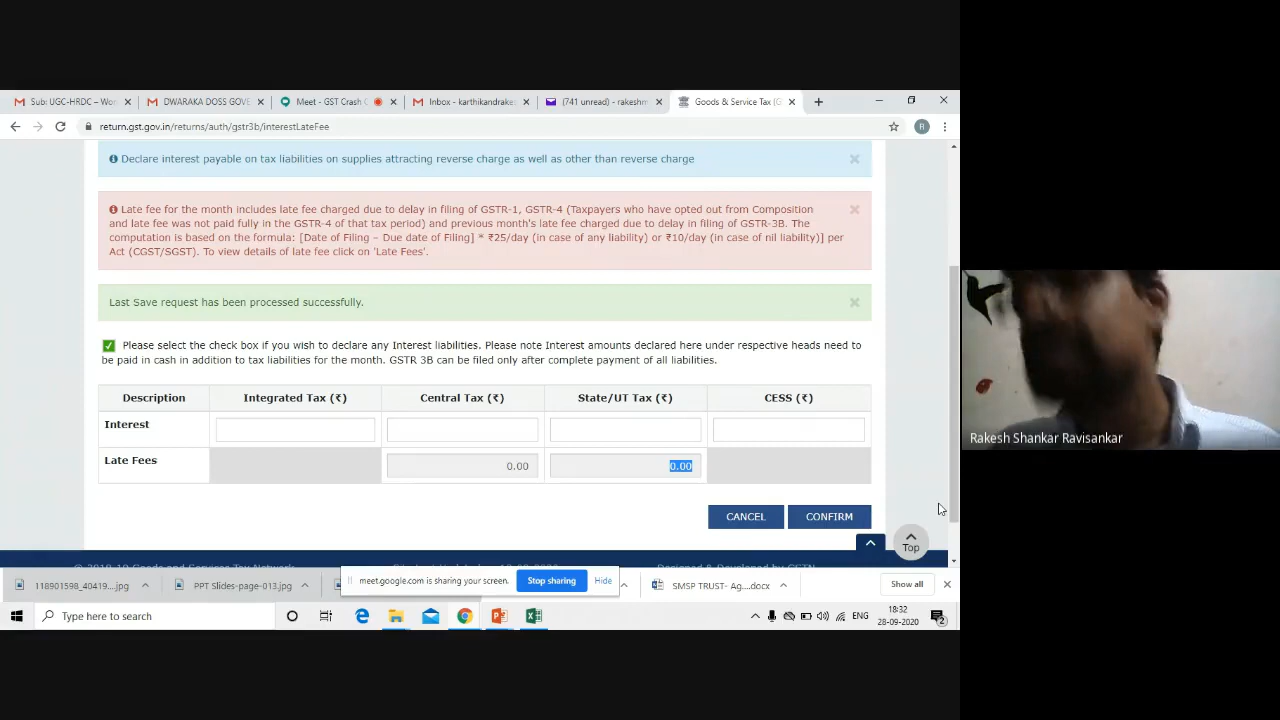 Sub: UGC-HRDC – Wor
DWARAKA DOSS GOVE
Meet - GST Crash C
Inbox - karthikandrake
(741 unread) - rakeshm
Goods & Service Tax (G
return.gst.gov.in/returns/auth/gstr3b/interestLateFee
Declare interest payable on tax liabilities on supplies attracting reverse charge as well as other than reverse charge
Late fee for the month includes late fee charged due to delay in filing of GSTR-1, GSTR-4 (Taxpayers who have opted out from Composition
and late fee was not paid fully in the GSTR-4 of that tax period) and previous month's late fee charged due to delay in filing of GSTR-3B. The
computation is based on the formula: [Date of Filing – Due date of Filing] * ₹25/day (in case of any liability) or ₹10/day (in case of nil liability)] per
Act (CGST/SGST). To view details of late fee click on 'Late Fees'.
Last Save request has been processed successfully.
Please select the check box if you wish to declare any Interest liabilities. Please note Interest amounts declared here under respective heads need to
be paid in cash in addition to tax liabilities for the month. GSTR 3B can be filed only after complete payment of all liabilities.
Description Integrated Tax (₹) Central Tax (₹) State/UT Tax (₹) CESS (₹)
Interest
Late Fees 0.00 0.00
CANCEL CONFIRM
Top
118901598_40419....jpg
PPT Slides-page-013.jpg
meet.google.com is sharing your screen.
Stop sharing
Hide
SMSP TRUST- Ag....docx
Show all
Type here to search
ENG
18:32
28-09-2020
2
Rakesh Shankar Ravisankar